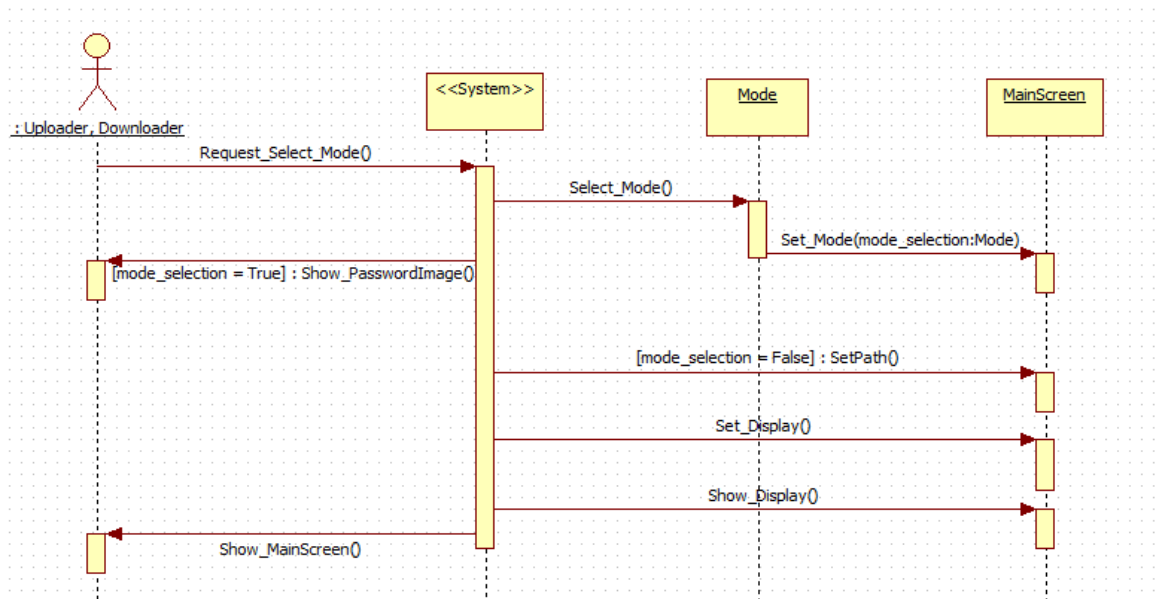 <<System>>
Mode
MainScreen
: Uploader, Downloader
Request_Select_Mode()
Select_Mode()
Set_Mode(mode_selection:Mode)
[mode_selection = True] : Show_PasswordImage()
[mode_selection = False] : SetPath()
Set_Display()
Show_Display()
Show_MainScreen()